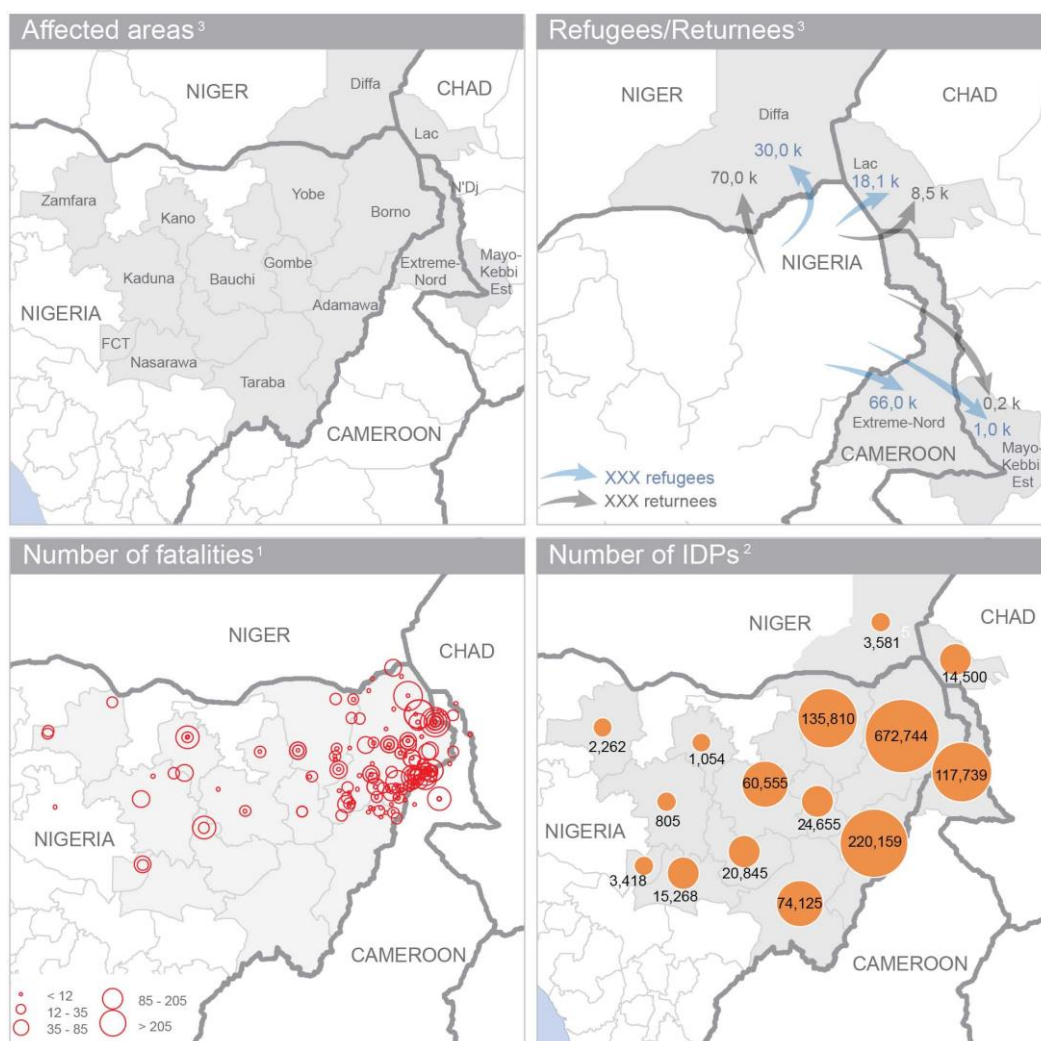 Affected areas³
NIGER
CHAD
Diffa
Lac
N'Dj
Zamfara
Kano
Yobe
Borno
Kaduna
Bauchi
Gombe
Extreme-
Nord
Mayo-
Kebbi
Est
Adamawa
NIGERIA
FCT
Nasarawa
Taraba
CAMEROON
Refugees/Returnees³
NIGER
CHAD
Diffa
30,0 k
70,0 k
Lac
18,1 k
8,5 k
NIGERIA
66,0 k
0,2 k
1,0 k
Extreme-Nord
CAMEROON
Mayo-
Kebbi
Est
XXX refugees
XXX returnees
Number of fatalities¹
NIGER
CHAD
NIGERIA
CAMEROON
< 12
12 - 35
35 - 85
85 - 205
> 205
Number of IDPs²
NIGER
CHAD
5
3,581
14,500
135,810
672,744
2,262
1,054
117,739
60,555
805
24,655
NIGERIA
220,159
3,418
15,268
20,845
74,125
CAMEROON